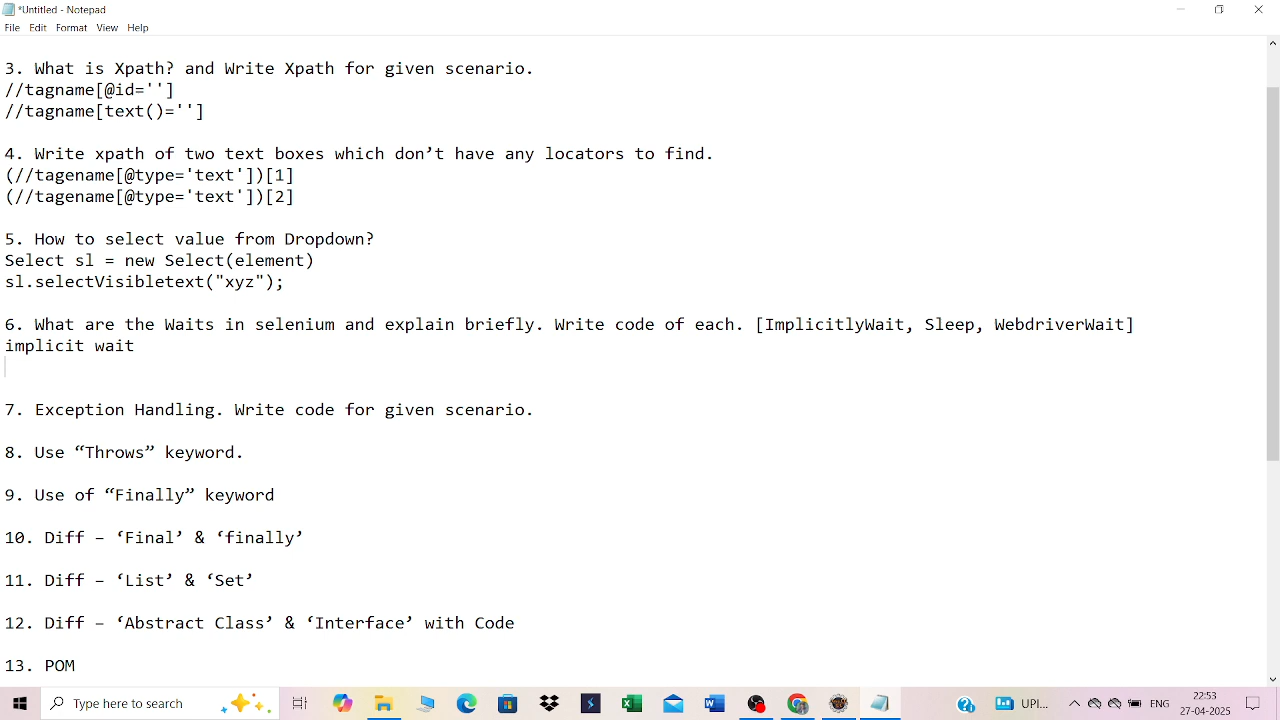 *Untitled - Notepad
File Edit Format View Help
3. What is Xpath? and Write Xpath for given scenario.
//tagname[@id='']
//tagname[text()='']
4. Write xpath of two text boxes which don’t have any locators to find.
(//tagename[@type='text'])[1]
(//tagename[@type='text'])[2]
5. How to select value from Dropdown?
Select sl = new Select(element)
sl.selectVisibletext("xyz");
6. What are the Waits in selenium and explain briefly. Write code of each. [ImplicitlyWait, Sleep, WebdriverWait]
implicit wait
7. Exception Handling. Write code for given scenario.
8. Use “Throws” keyword.
9. Use of “Finally” keyword
10. Diff – ‘Final’ & ‘finally’
11. Diff – ‘List’ & ‘Set’
12. Diff – ‘Abstract Class’ & ‘Interface’ with Code
13. POM
Type here to search
UPI...
ENG
22:53
27-04-2025